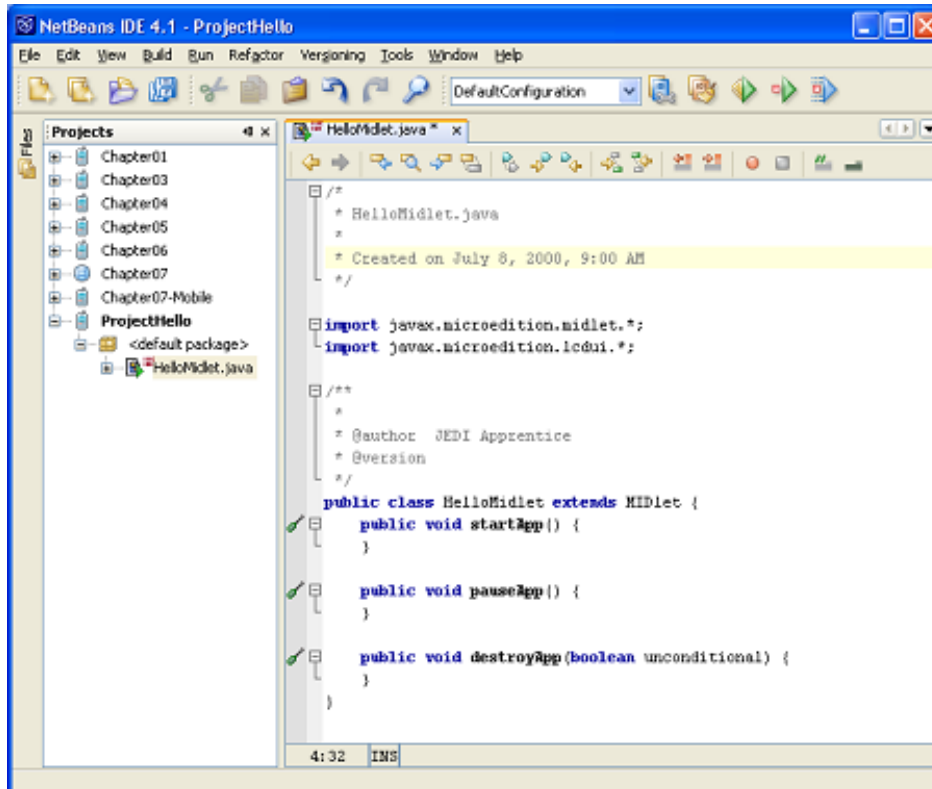 NetBeans IDE 4.1 - ProjectHello
File Edit View Build Run Refactor Versioning Tools Window Help
DefaultConfiguration
Files
Projects
Chapter01
Chapter03
Chapter04
Chapter05
Chapter06
Chapter07
Chapter07-Mobile
ProjectHello
<default package>
HelloMidlet.java
HelloMidlet.java *
/*
* HelloMidlet.java
*
* Created on July 8, 2000, 9:00 AM
*/
import javax.microedition.midlet.*;
import javax.microedition.lcdui.*;
/**
*
* @author JEDI Apprentice
* @version
*/
public class HelloMidlet extends MIDlet {
public void startApp() {
}
public void pauseApp() {
}
public void destroyApp(boolean unconditional) {
}
}
4:32 INS